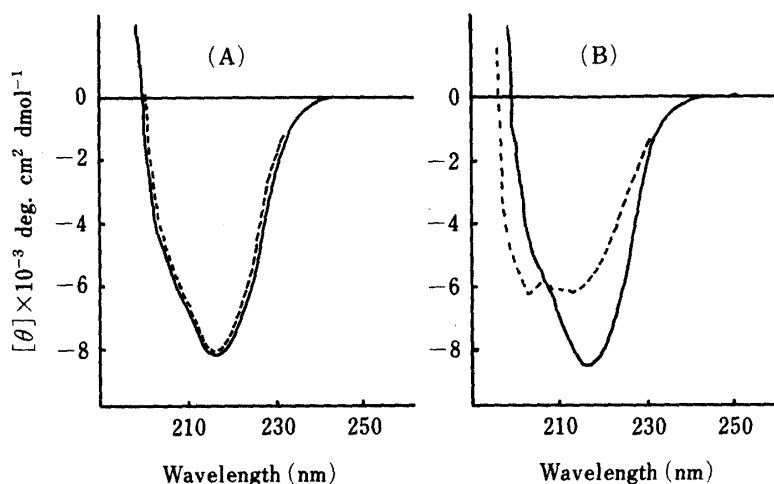 (A) (B)
0 0
−2 −2
−4 −4
−6 −6
−8 −8
[θ]×10⁻³ deg. cm² dmol⁻¹
210 230 250 210 230 250
Wavelength (nm) Wavelength (nm)